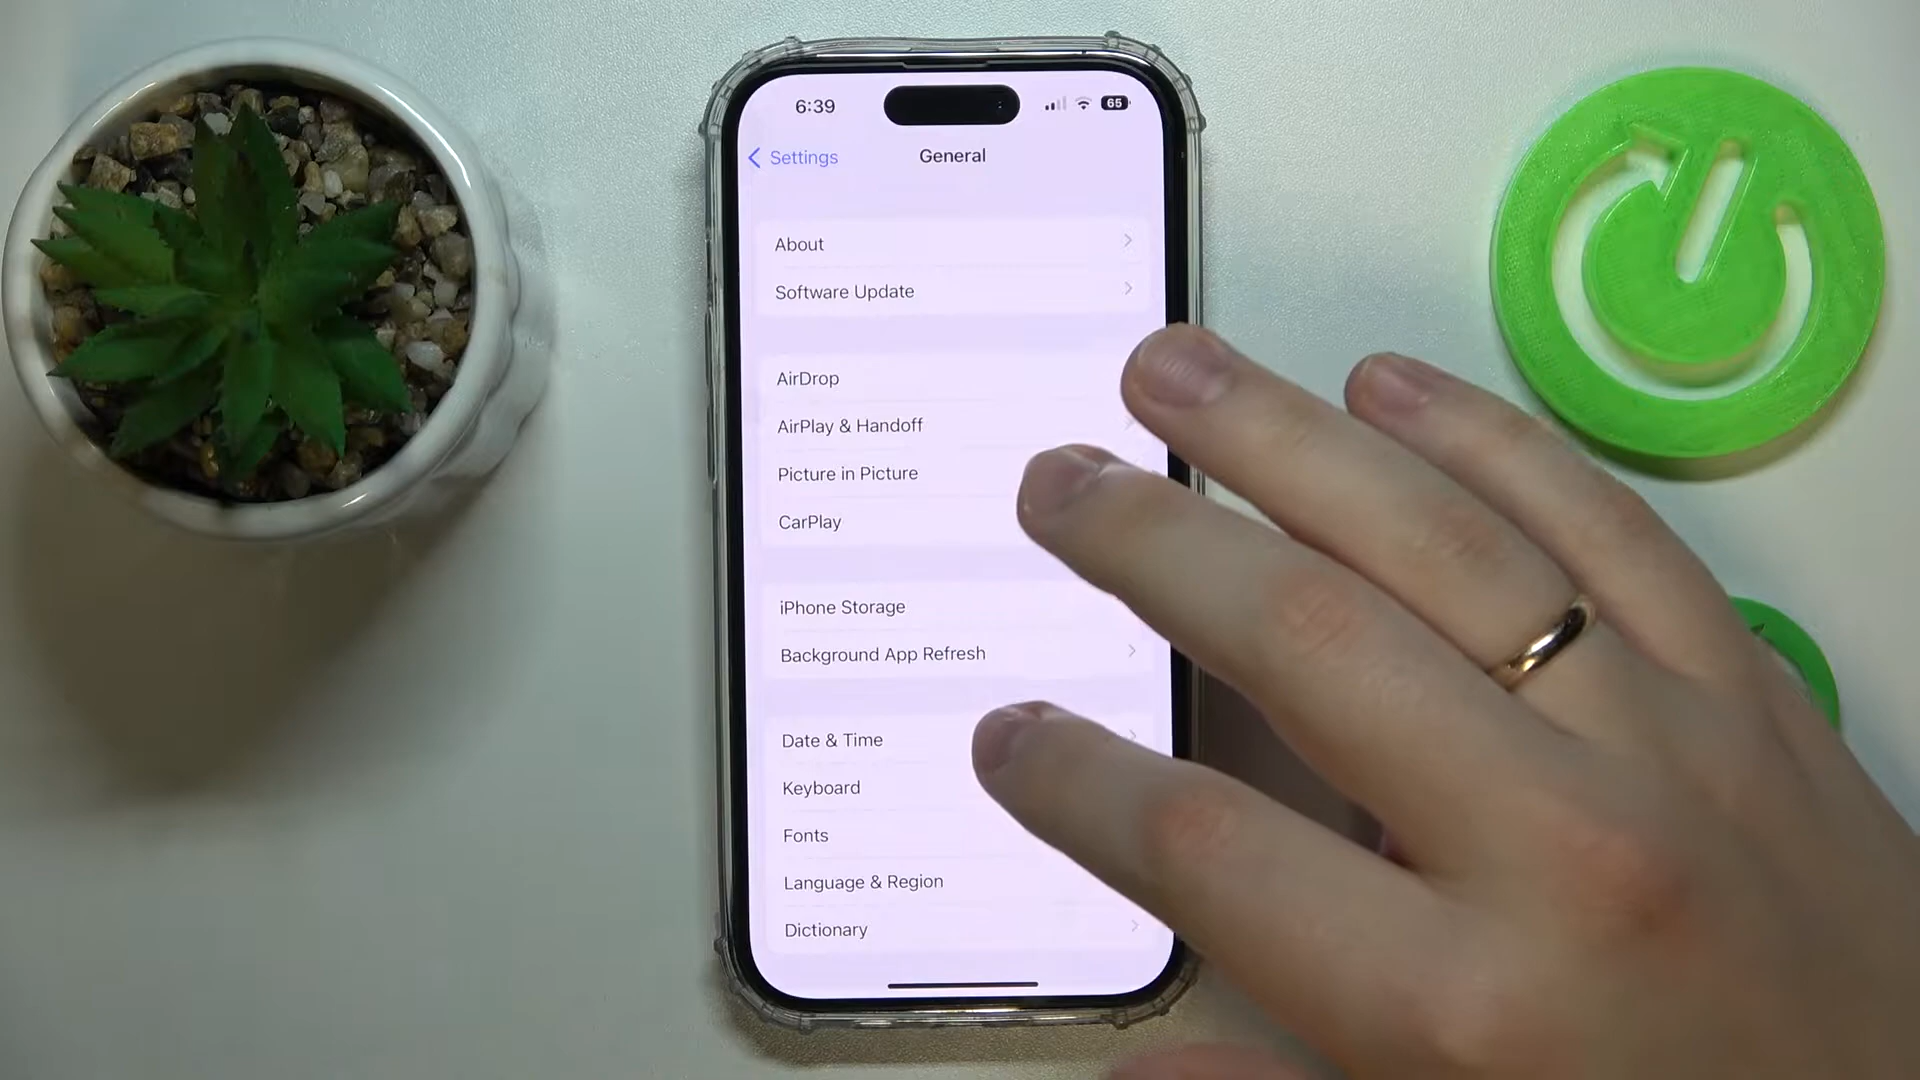 6:39
65
Settings
General
About
Software Update
AirDrop
AirPlay & Handoff
Picture in Picture
CarPlay
iPhone Storage
Background App Refresh
Date & Time
Keyboard
Fonts
Language & Region
Dictionary